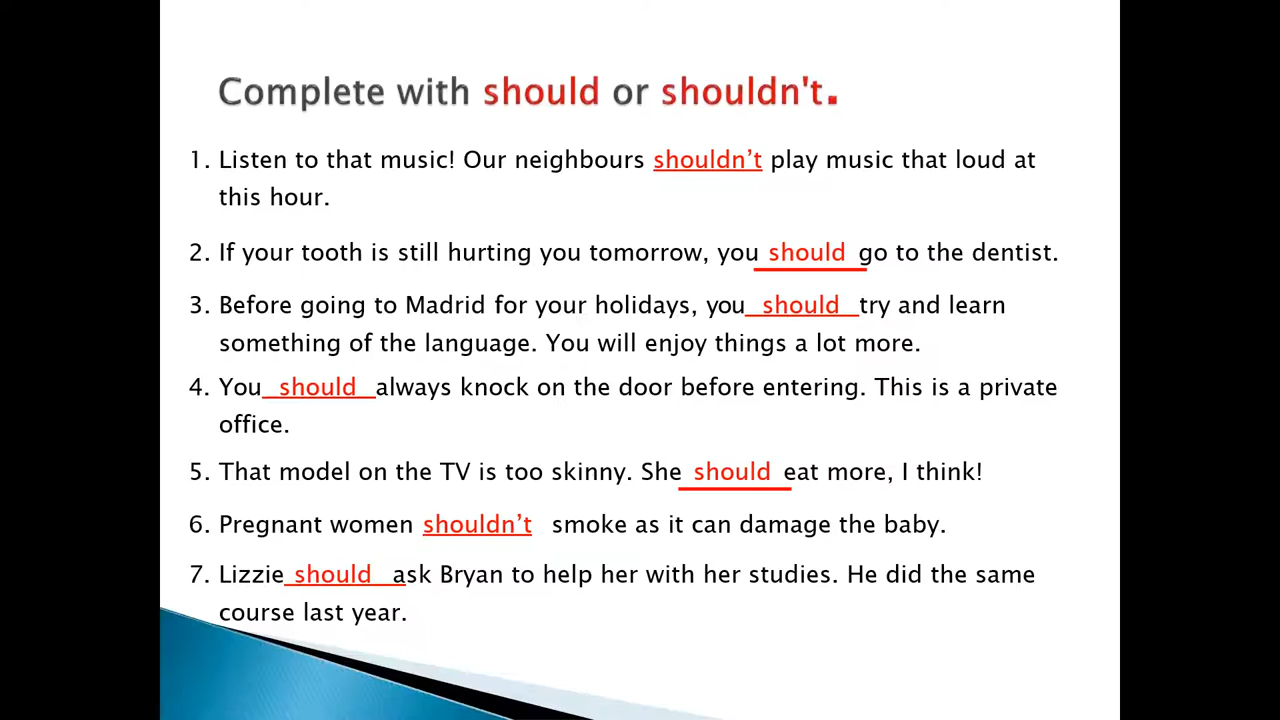 Complete with should or shouldn't.
1. Listen to that music! Our neighbours shouldn’t play music that loud at
this hour.
2. If your tooth is still hurting you tomorrow, you should go to the dentist.
3. Before going to Madrid for your holidays, you should try and learn
something of the language. You will enjoy things a lot more.
4. You should always knock on the door before entering. This is a private
office.
5. That model on the TV is too skinny. She should eat more, I think!
6. Pregnant women shouldn’t smoke as it can damage the baby.
7. Lizzie should ask Bryan to help her with her studies. He did the same
course last year.